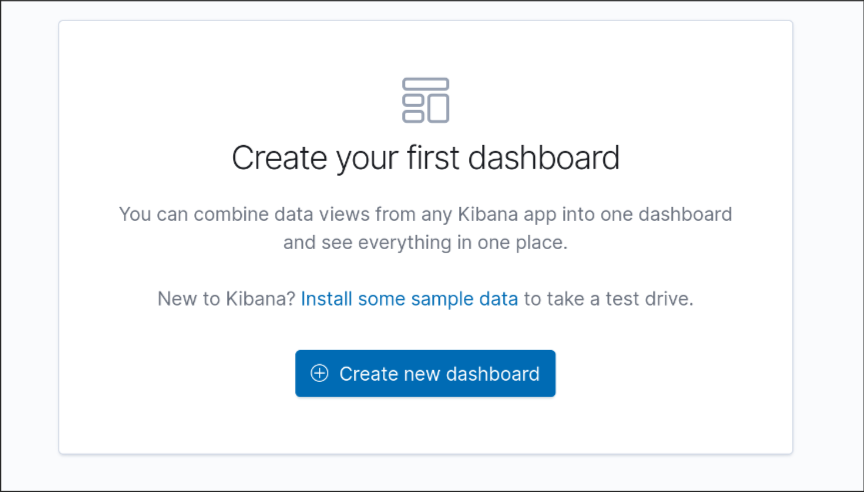 Create your first dashboard
You can combine data views from any Kibana app into one dashboard
and see everything in one place.
New to Kibana? Install some sample data to take a test drive.
Create new dashboard